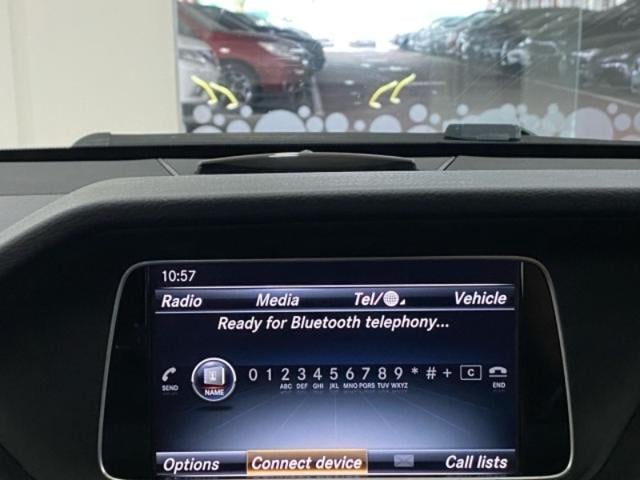 10:57
Radio Media Tel/ Vehicle
Ready for Bluetooth telephony...
0 1 2 3 4 5 6 7 8 9 * # + C
ABC DEF GHI JKL MNO PQRS TUV WXYZ
SEND NAME END
Options Connect device Call lists